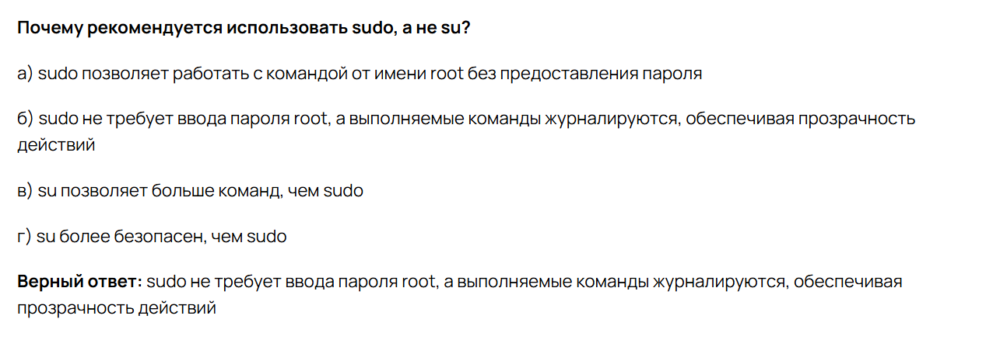 Почему рекомендуется использовать sudo, а не su?
а) sudo позволяет работать с командой от имени root без предоставления пароля
б) sudo не требует ввода пароля root, а выполняемые команды журналируются, обеспечивая прозрачность
действий
в) su позволяет больше команд, чем sudo
г) su более безопасен, чем sudo
Верный ответ: sudo не требует ввода пароля root, а выполняемые команды журналируются, обеспечивая
прозрачность действий